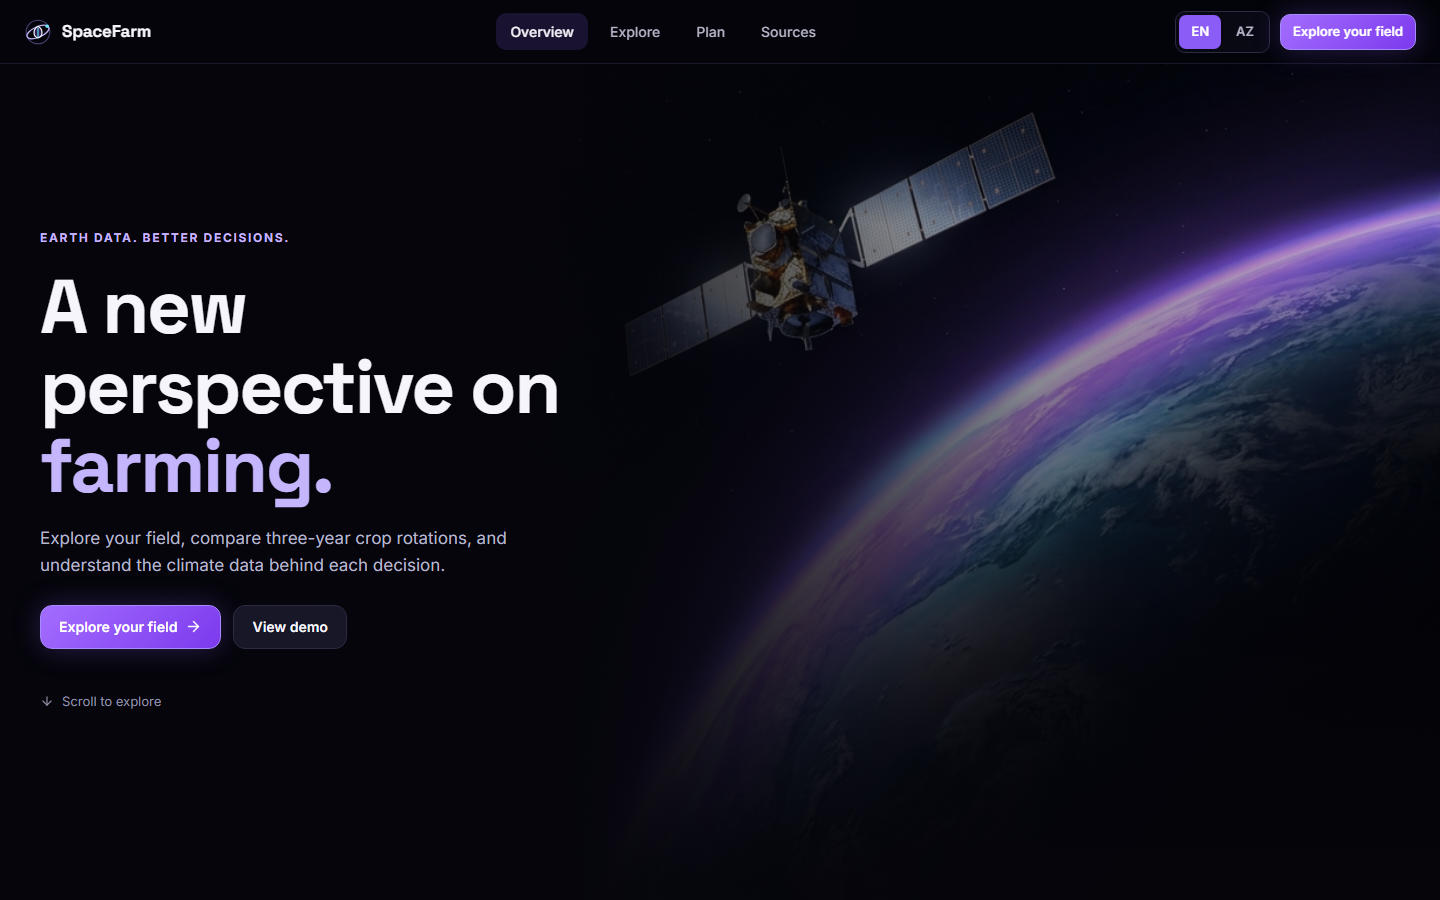 SpaceFarm
Overview
Explore
Plan
Sources
EN
AZ
Explore your field
EARTH DATA. BETTER DECISIONS.
A new
perspective on
farming.
Explore your field, compare three-year crop rotations, and
understand the climate data behind each decision.
Explore your field →
View demo
↓ Scroll to explore